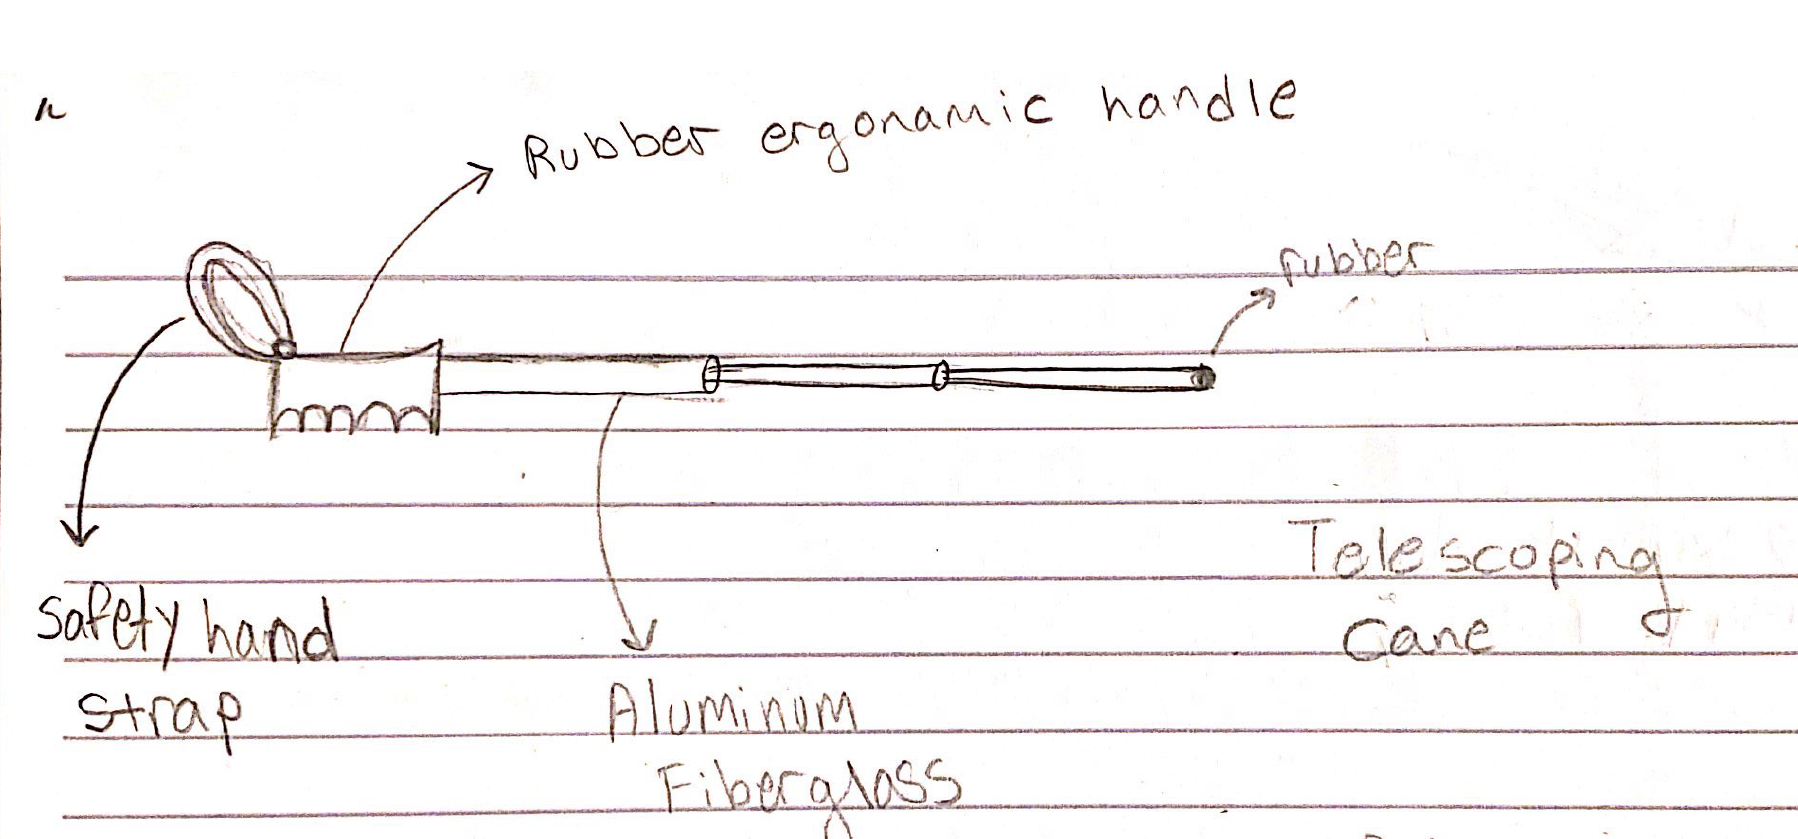 Rubber ergonamic handle
rubber
Telescoping
Cane
Safety hand
strap
Aluminum
Fiberglass